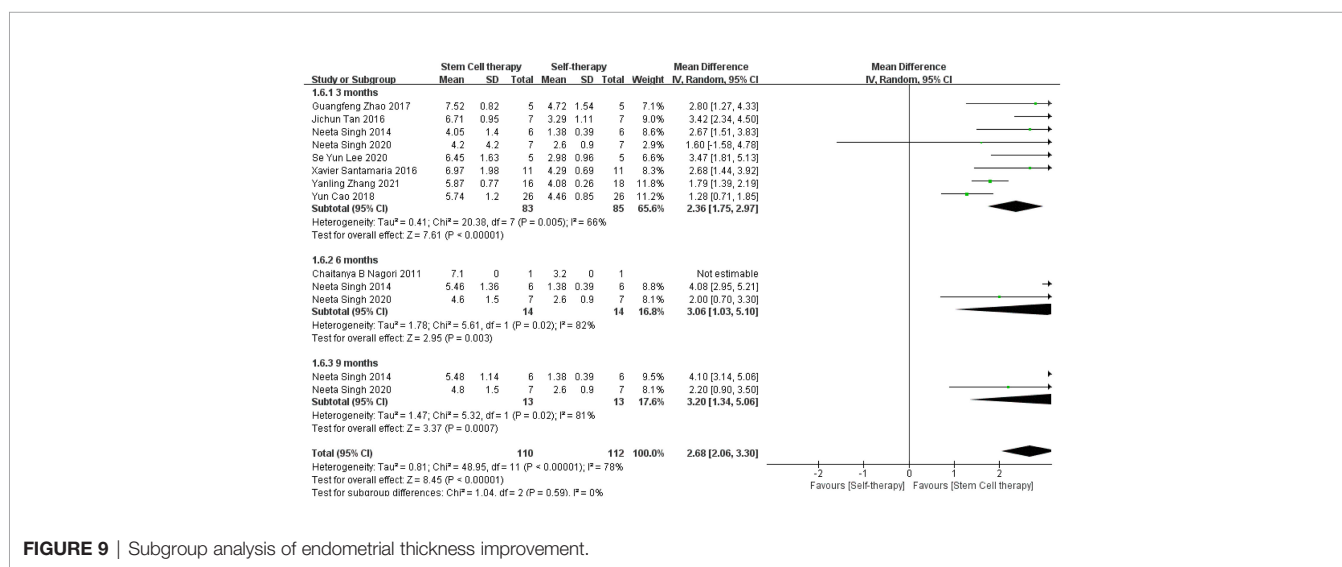 Stem Cell therapy Self-therapy Mean Difference Mean Difference
Study or Subgroup Mean SD Total Mean SD Total Weight IV, Random, 95% CI IV, Random, 95% CI
1.6.1 3 months
Guangfeng Zhao 2017 7.52 0.82 5 4.72 1.54 5 7.1% 2.80 [1.27, 4.33]
Jichun Tan 2016 6.71 0.95 7 3.29 1.11 7 9.0% 3.42 [2.34, 4.50]
Neeta Singh 2014 4.05 1.4 6 1.38 0.39 6 8.6% 2.67 [1.51, 3.83]
Neeta Singh 2020 4.2 4.2 7 2.6 0.9 7 2.9% 1.60 [-1.58, 4.78]
Se Yun Lee 2020 6.45 1.63 5 2.98 0.96 5 6.6% 3.47 [1.81, 5.13]
Xavier Santamaria 2016 6.97 1.98 11 4.29 0.69 11 8.3% 2.68 [1.44, 3.92]
Yanling Zhang 2021 5.87 0.77 16 4.08 0.26 18 11.8% 1.79 [1.39, 2.19]
Yun Cao 2018 5.74 1.2 26 4.46 0.85 26 11.2% 1.28 [0.71, 1.85]
Subtotal (95% CI) 83 85 65.6% 2.36 [1.75, 2.97]
Heterogeneity: Tau² = 0.41; Chi² = 20.38, df = 7 (P = 0.005); I² = 66%
Test for overall effect: Z = 7.61 (P < 0.00001)
1.6.2 6 months
Chaitanya B Nagori 2011 7.1 0 1 3.2 0 1 Not estimable
Neeta Singh 2014 5.46 1.36 6 1.38 0.39 6 8.8% 4.08 [2.95, 5.21]
Neeta Singh 2020 4.6 1.5 7 2.6 0.9 7 8.1% 2.00 [0.70, 3.30]
Subtotal (95% CI) 14 14 16.8% 3.06 [1.03, 5.10]
Heterogeneity: Tau² = 1.78; Chi² = 5.61, df = 1 (P = 0.02); I² = 82%
Test for overall effect: Z = 2.95 (P = 0.003)
1.6.3 9 months
Neeta Singh 2014 5.48 1.14 6 1.38 0.39 6 9.5% 4.10 [3.14, 5.06]
Neeta Singh 2020 4.8 1.5 7 2.6 0.9 7 8.1% 2.20 [0.90, 3.50]
Subtotal (95% CI) 13 13 17.6% 3.20 [1.34, 5.06]
Heterogeneity: Tau² = 1.47; Chi² = 5.32, df = 1 (P = 0.02); I² = 81%
Test for overall effect: Z = 3.37 (P = 0.0007)
Total (95% CI) 110 112 100.0% 2.68 [2.06, 3.30]
Heterogeneity: Tau² = 0.81; Chi² = 48.95, df = 11 (P < 0.00001); I² = 78%
Test for overall effect: Z = 8.45 (P < 0.00001)
Test for subgroup differences: Chi² = 1.04, df = 2 (P = 0.59), I² = 0%
-2 -1 0 1 2
Favours [Self-therapy] Favours [Stem Cell therapy]
FIGURE 9 | Subgroup analysis of endometrial thickness improvement.